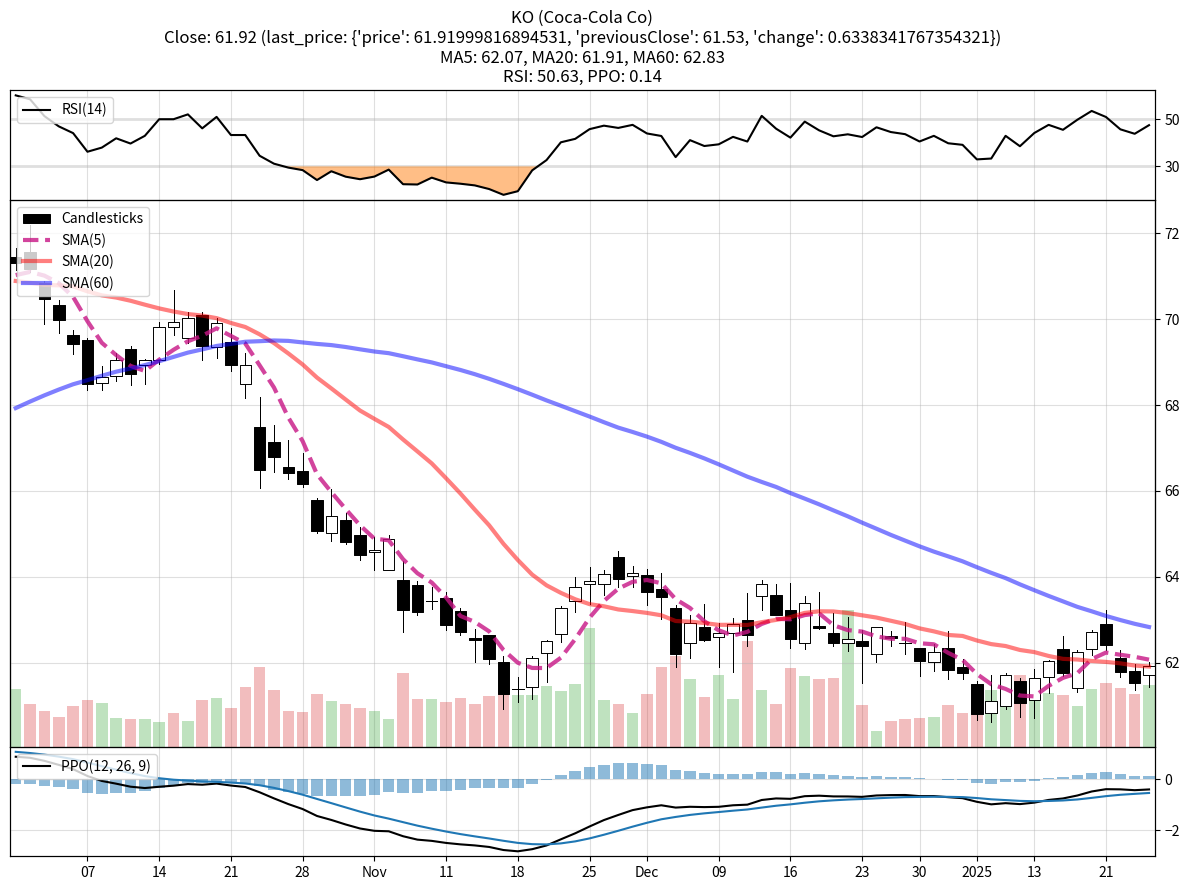 KO (Coca-Cola Co)
Close: 61.92 (last_price: {'price': 61.91999816894531, 'previousClose': 61.53, 'change': 0.6338341767354321})
MA5: 62.07, MA20: 61.91, MA60: 62.83
RSI: 50.63, PPO: 0.14
RSI(14)
50
30
Candlesticks
SMA(5)
SMA(20)
SMA(60)
72
70
68
66
64
62
PPO(12, 26, 9)
0
−2
07 14 21 28 Nov 11 18 25 Dec 09 16 23 30 2025 13 21